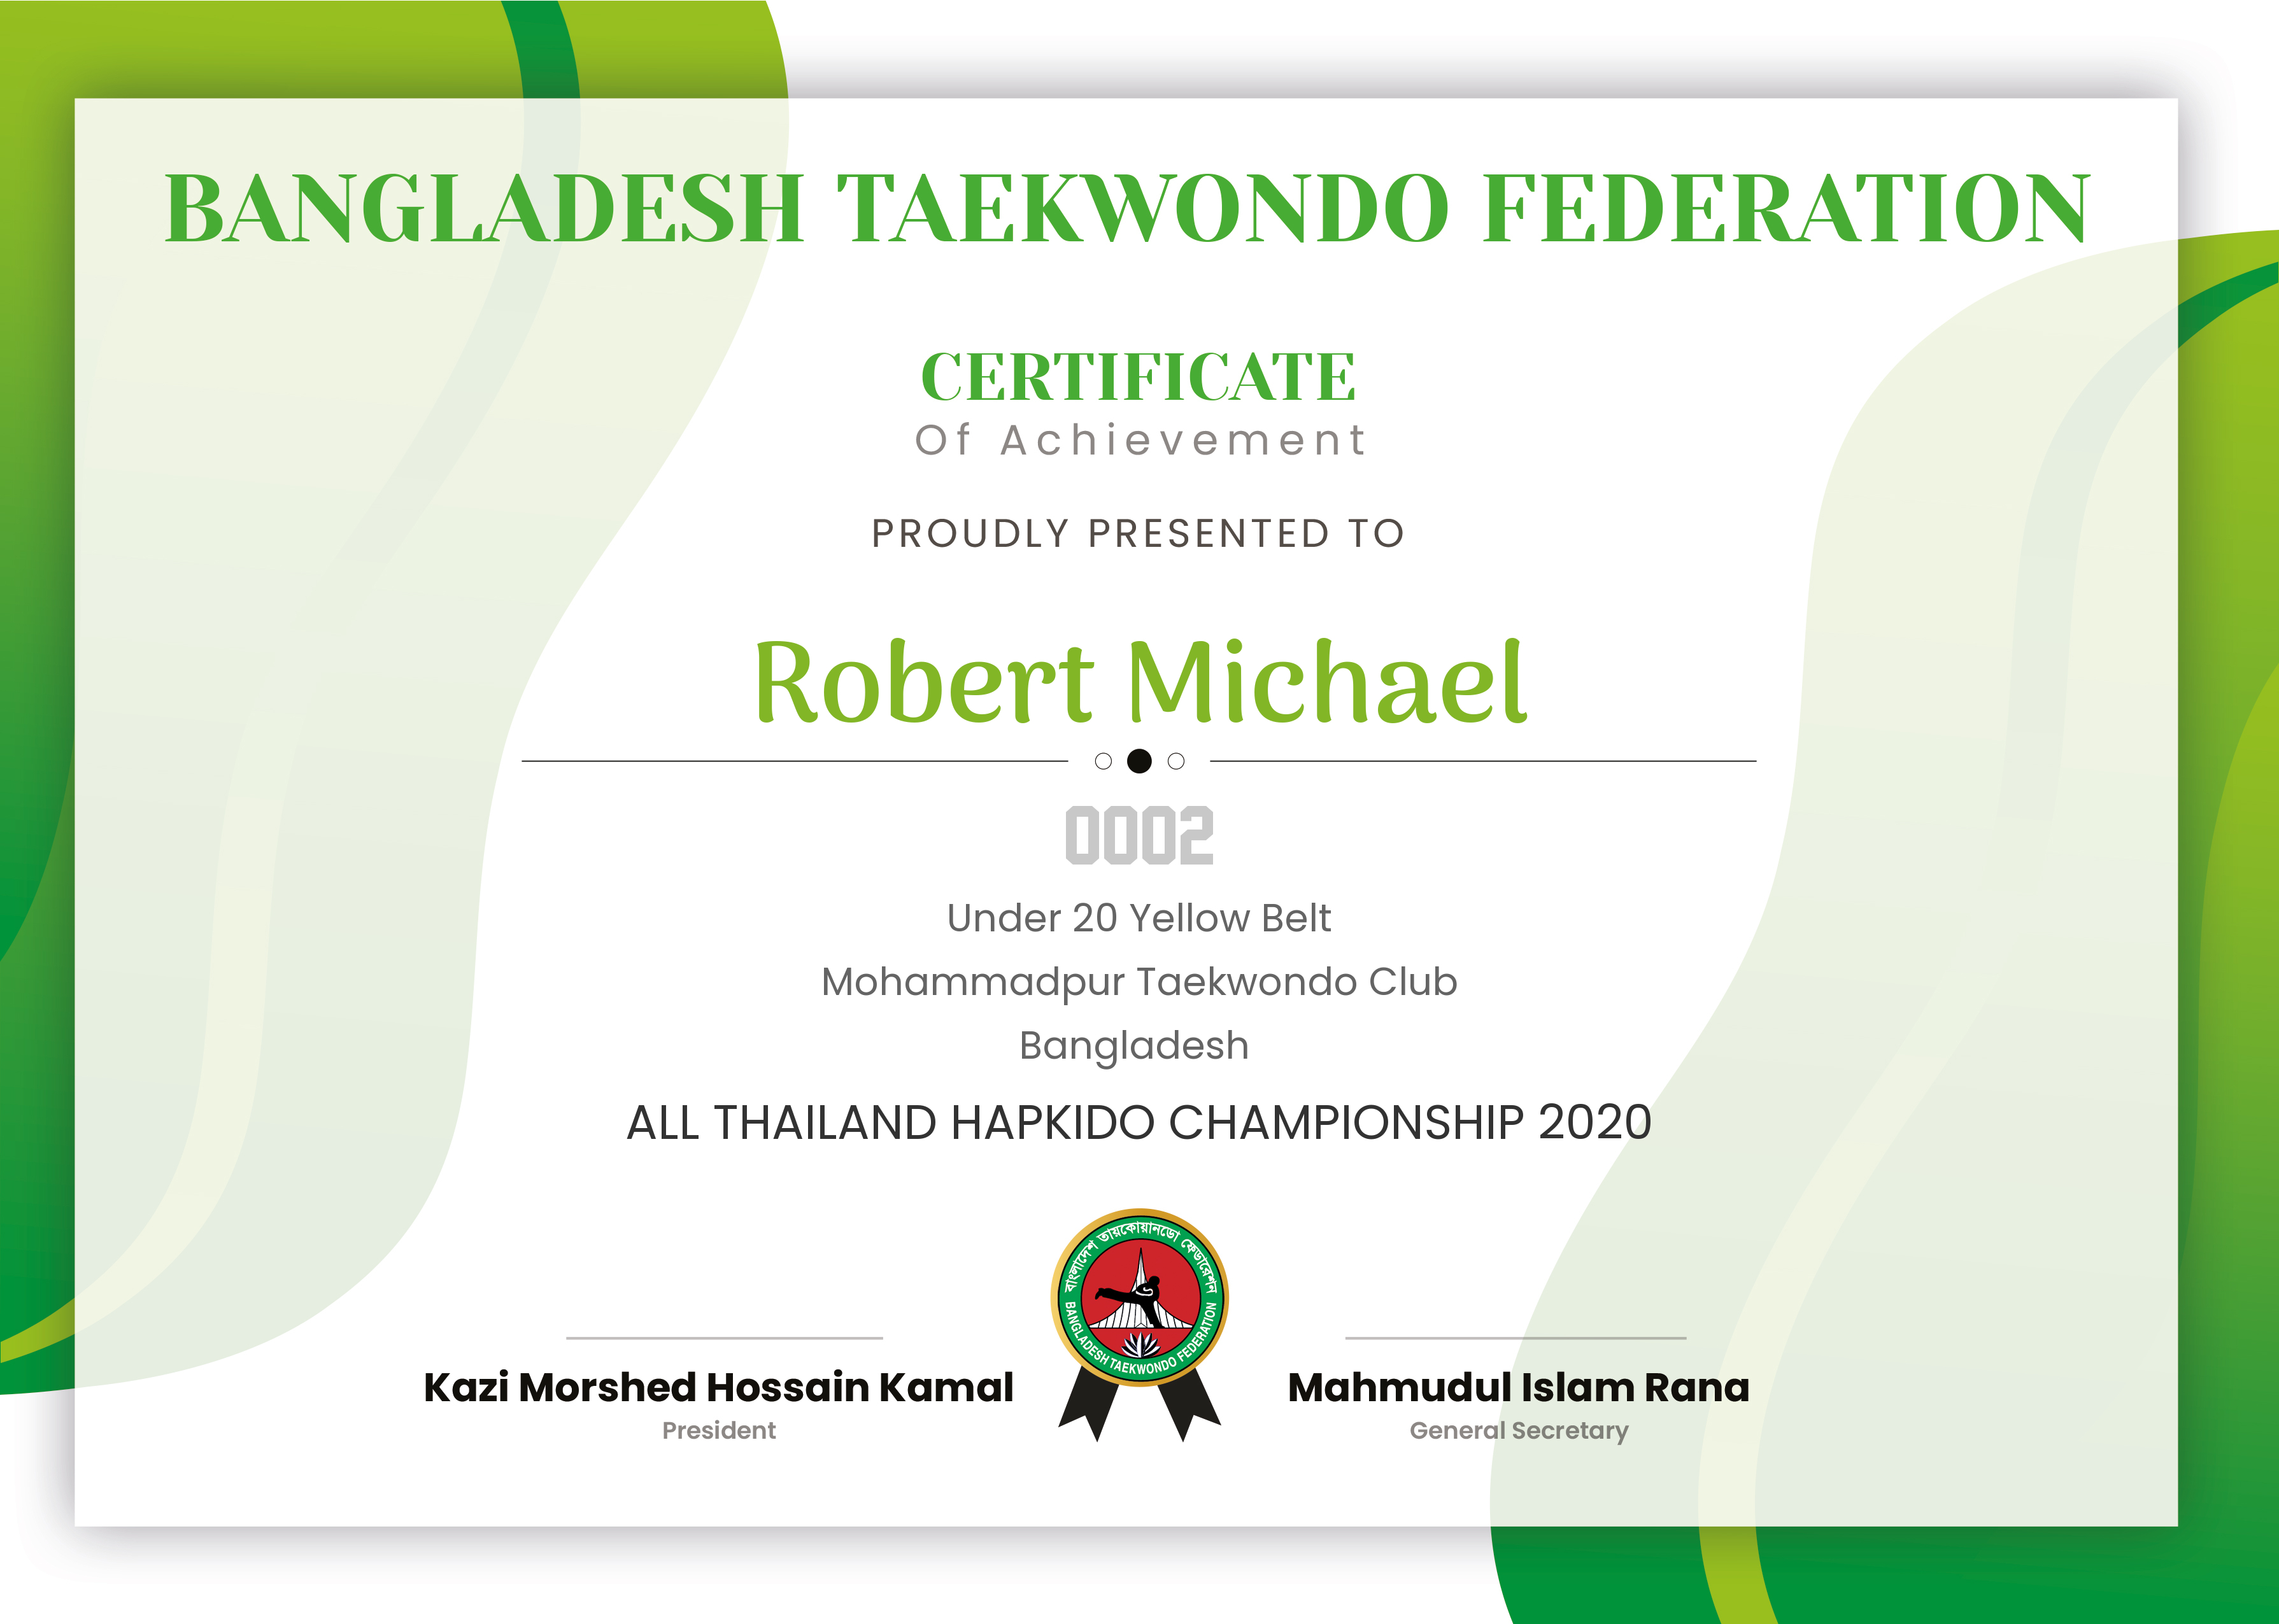 BANGLADESH TAEKWONDO FEDERATION
CERTIFICATE
Of Achievement
PROUDLY PRESENTED TO
Robert Michael
0002
Under 20 Yellow Belt
Mohammadpur Taekwondo Club
Bangladesh
ALL THAILAND HAPKIDO CHAMPIONSHIP 2020
বাংলাদেশ তায়কোয়ানডো ফেডারেশন
BANGLADESH TAEKWONDO FEDERATION
Kazi Morshed Hossain Kamal
President
Mahmudul Islam Rana
General Secretary